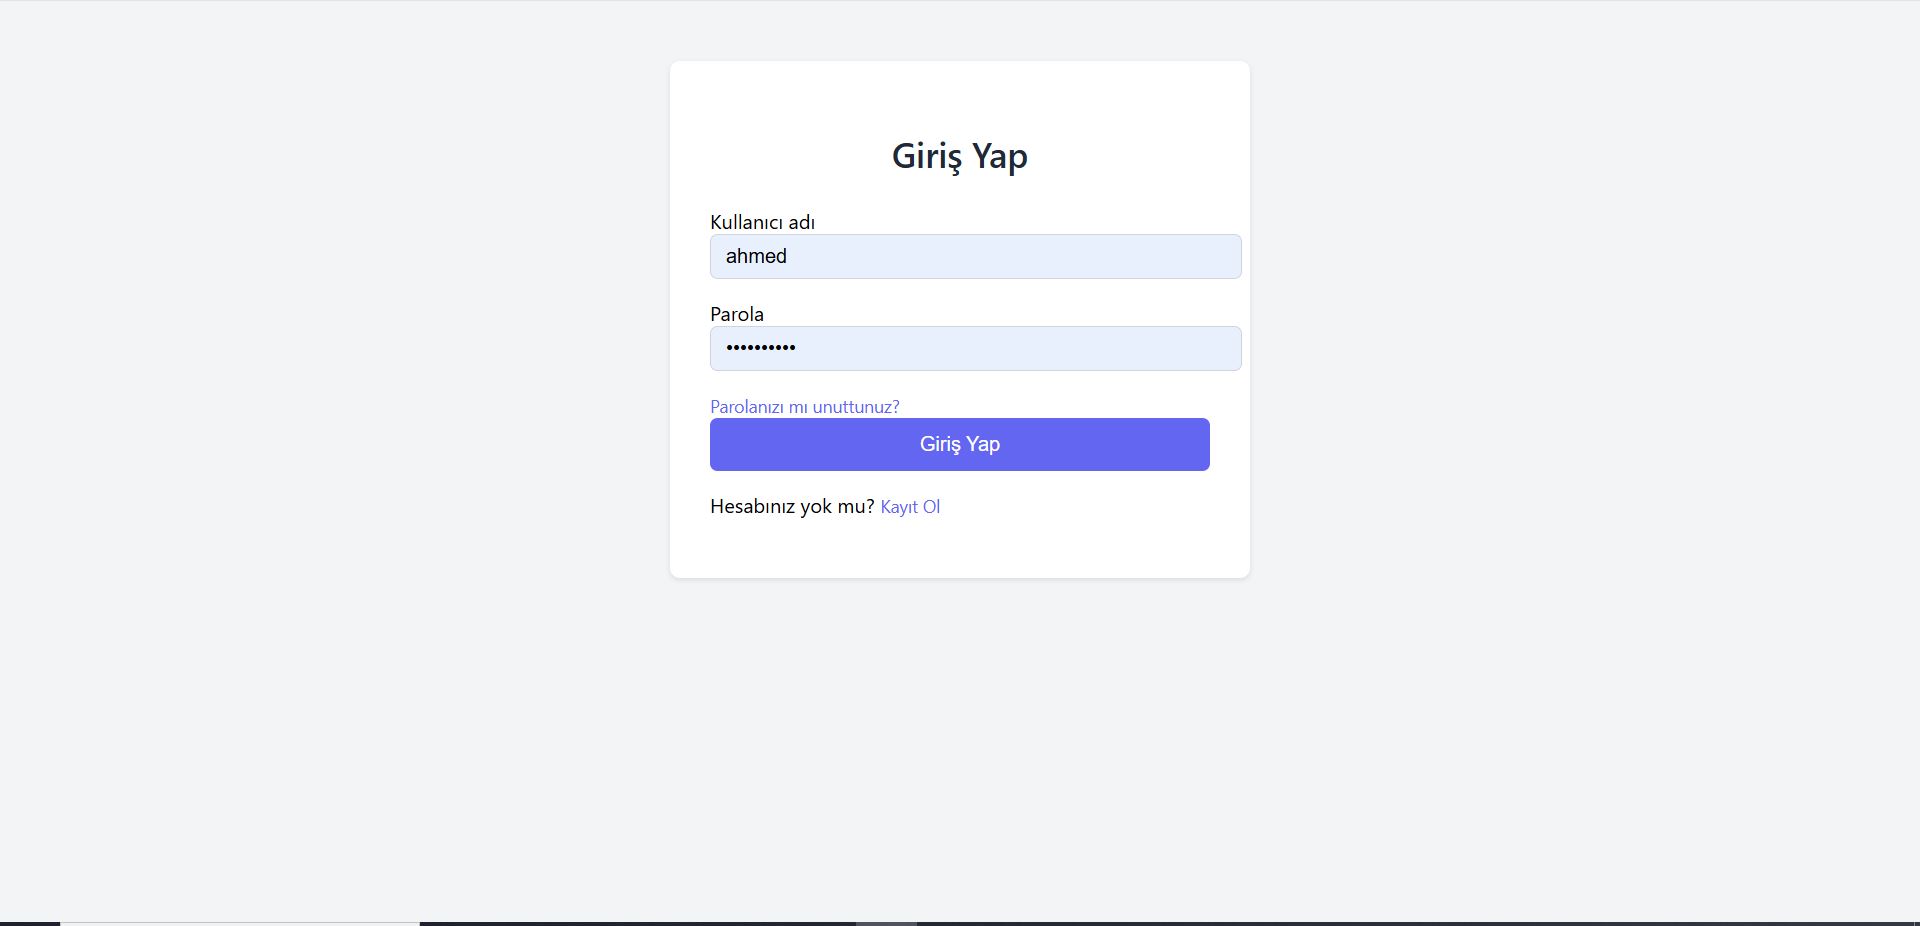 Giriş Yap
Kullanıcı adı
ahmed
Parola
••••••••••
Parolanızı mı unuttunuz?
Giriş Yap
Hesabınız yok mu? Kayıt Ol